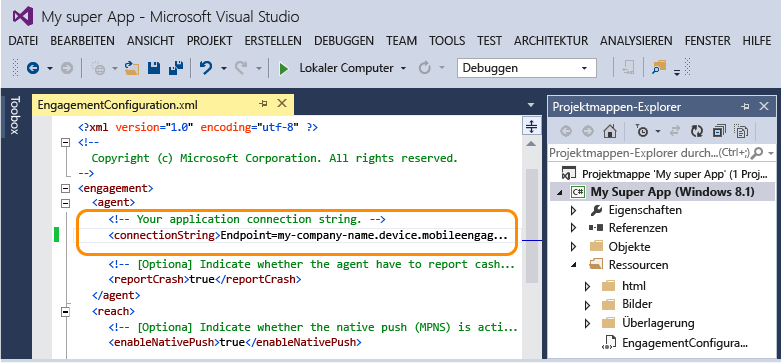 My super App - Microsoft Visual Studio
DATEI BEARBEITEN ANSICHT PROJEKT ERSTELLEN DEBUGGEN TEAM TOOLS TEST ARCHITEKTUR ANALYSIEREN FENSTER HILFE
Lokaler Computer Debuggen
Toolbox
EngagementConfiguration.xml
<?xml version="1.0" encoding="utf-8" ?>
<!--
Copyright (c) Microsoft Corporation. All rights reserved.
-->
<engagement>
<agent>
<!-- Your application connection string. -->
<connectionString>Endpoint=my-company-name.device.mobileengag...
<!-- [Optiona] Indicate whether the agent have to report cash...
<reportCrash>true</reportCrash>
</agent>
<reach>
<!-- [Optiona] Indicate whether the native push (MPNS) is acti...
<enableNativePush>true</enableNativePush>
Projektmappen-Explorer
Projektmappen-Explorer durch... (Ctrl+;)
Projektmappe 'My super App' (1 Proj...
C# My Super App (Windows 8.1)
Eigenschaften
Referenzen
Objekte
Ressourcen
html
Bilder
Überlagerung
EngagementConfigura...